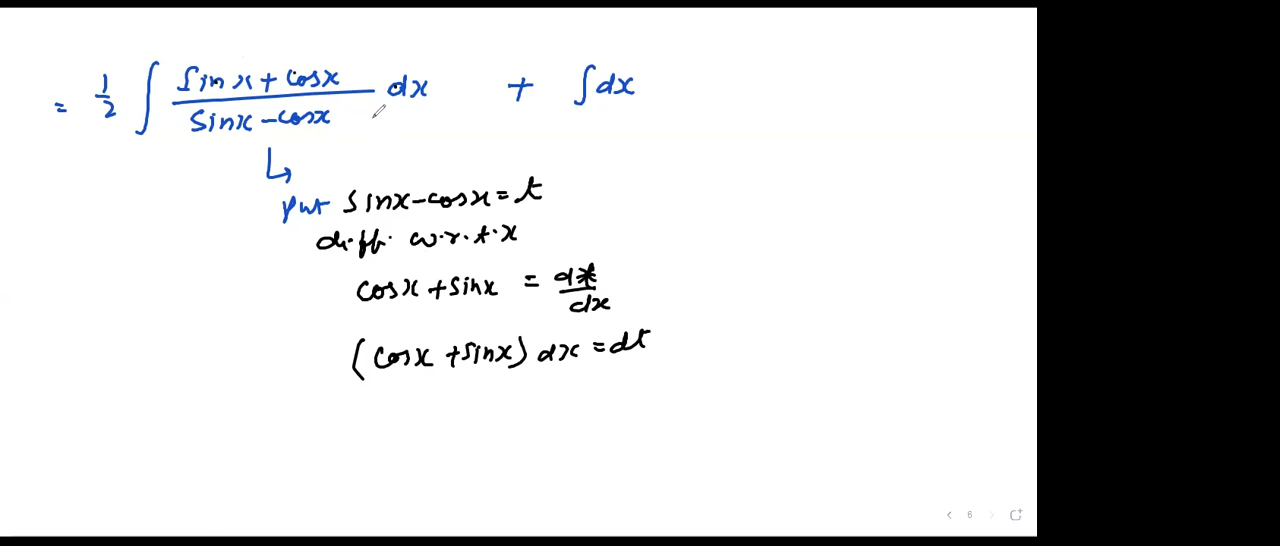 = 1/2 ∫ (sin x + cos x)/(sin x - cos x) dx + ∫ dx
put sin x - cos x = t
diff. w.r.t. x
cos x + sin x = dt/dx
(cos x + sin x) dx = dt
6